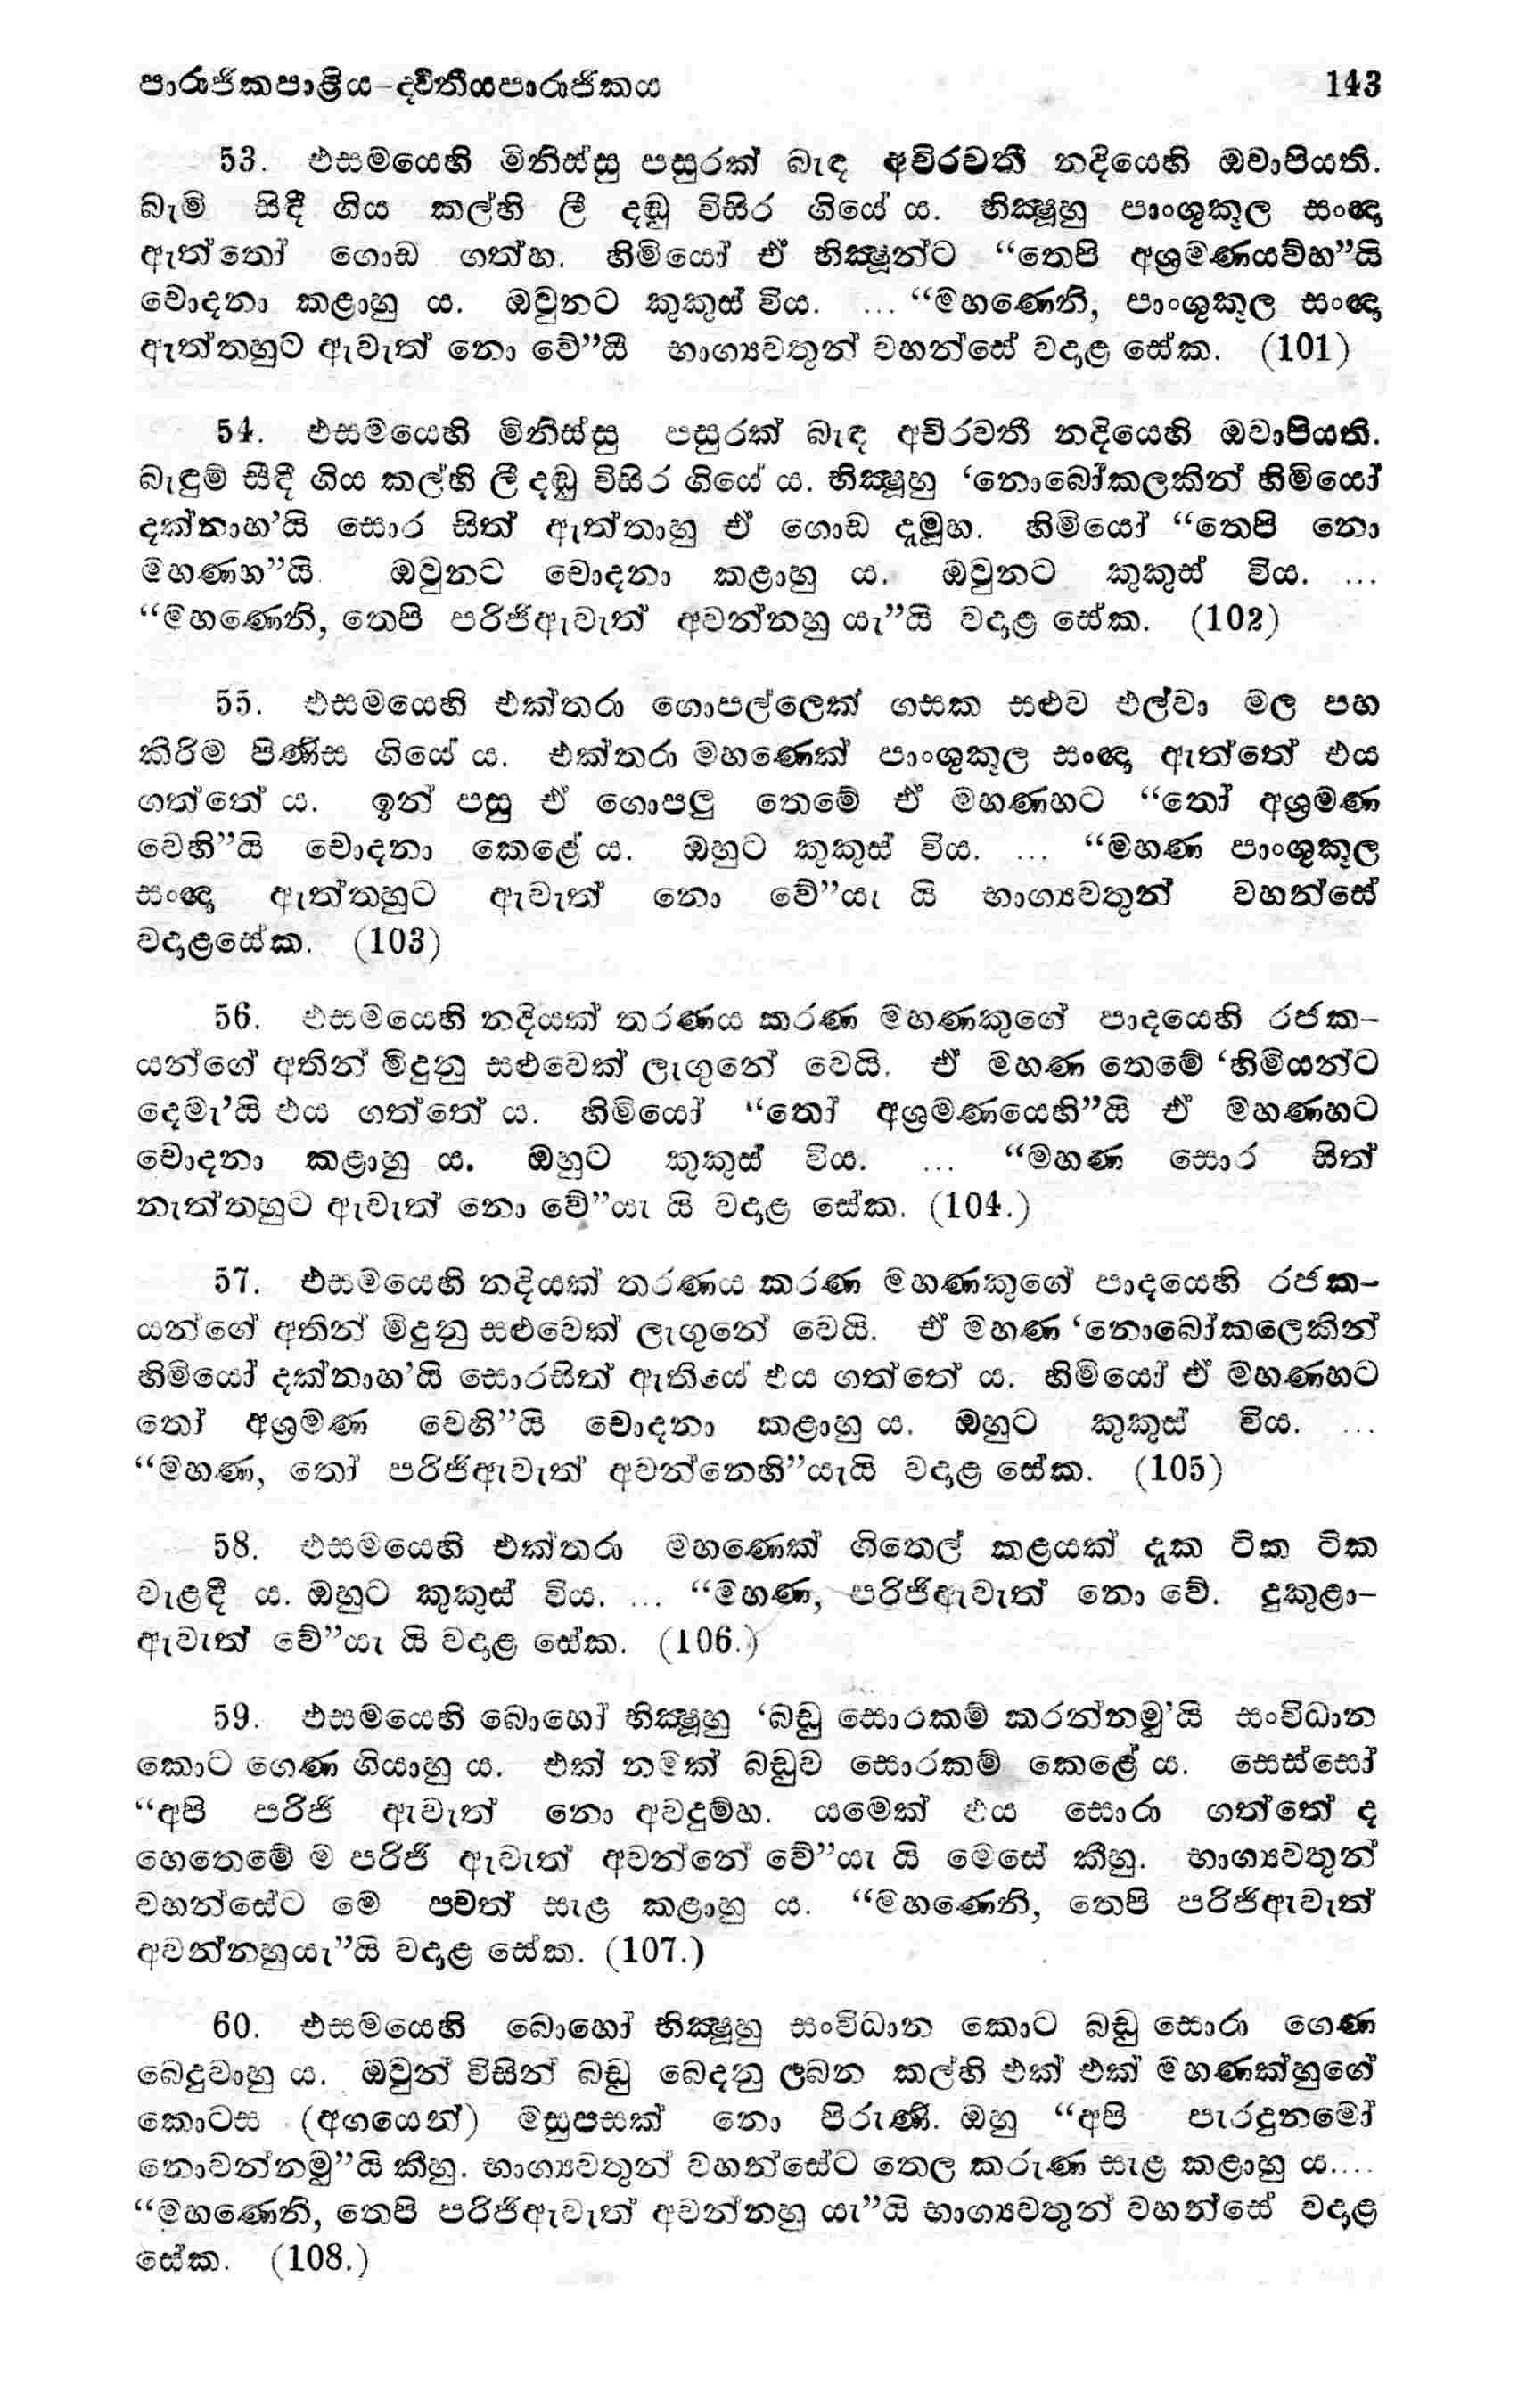 පාරාජිකපාළිය-ද්විතීයපාරාජිකය 143
53. එසමයෙහි මිනිස්සු පසුරක් බැඳ අචිරවතී නදියෙහි ඔවාපියති.
බැමි සිදී ගිය කල්හි ලී දඬු විසිර ගියේ ය. භික්ෂූහු පාංශුකූල සංඥා
ඇත්තෝ ගොඩ ගත්හ. හිමියෝ ඒ භික්ෂූන්ට “තෙපි අශ්‍රමණයව්හ”යි
චොදනා කළාහු ය. ඔවුනට කුකුස් විය. ... “මහණෙනි, පාංශුකූල සංඥා
ඇත්තහුට ඇවැත් නො වේ”යි භාග්‍යවතුන් වහන්සේ වදාළ සේක. (101)
54. එසමයෙහි මිනිස්සු පසුරක් බැඳ අචිරවතී නදියෙහි ඔවාපියති.
බැඳුම් සිදී ගිය කල්හි ලී දඬු විසිර ගියේ ය. භික්ෂූහු ‘නොබෝකලකින් හිමියෝ
දක්නාහ’යි සොර සිත් ඇත්තාහු ඒ ගොඩ දැමූහ. හිමියෝ “තෙපි නො
මහණහ”යි ඔවුනට චොදනා කළාහු ය. ඔවුනට කුකුස් විය. ...
“මහණෙනි, තෙපි පරිජිඇවැත් අවන්නහු යැ”යි වදාළ සේක. (102)
55. එසමයෙහි එක්තරා ගොපල්ලෙක් ගසක සළුව එල්වා මල පහ
කිරිම පිණිස ගියේ ය. එක්තරා මහණෙක් පාංශුකූල සංඥා ඇත්තේ එය
ගත්තේ ය. ඉන් පසු ඒ ගොපලු තෙමේ ඒ මහණහට “තෝ අශ්‍රමණ
වෙහි”යි චොදනා කෙළේ ය. ඔහුට කුකුස් විය. ... “මහණ පාංශුකූල
සංඥා ඇත්තහුට ඇවැත් නො වේ”යැ යි භාග්‍යවතුන් වහන්සේ
වදාළසේක. (103)
56. එසමයෙහි නදියක් තරණය කරණ මහණකුගේ පාදයෙහි රජක-
යන්ගේ අතින් මිදුනු සළුවෙක් ලැගුනේ වෙයි. ඒ මහණ තෙමේ ‘හිමියන්ට
දෙමැ’යි එය ගත්තේ ය. හිමියෝ “තෝ අශ්‍රමණයෙහි”යි ඒ මහණහට
චොදනා කළාහු ය. ඔහුට කුකුස් විය. ... “මහණ සොර සිත්
නැත්තහුට ඇවැත් නො වේ”යැ යි වදාළ සේක. (104.)
57. එසමයෙහි නදියක් තරණය කරණ මහණකුගේ පාදයෙහි රජක-
යන්ගේ අතින් මිදුනු සළුවෙක් ලැගුනේ වෙයි. ඒ මහණ ‘නොබෝකලෙකින්
හිමියෝ දක්නාහ’යි සොරසිත් ඇතියේ එය ගත්තේ ය. හිමියෝ ඒ මහණහට
තෝ අශ්‍රමණ වෙහි”යි චොදනා කළාහු ය. ඔහුට කුකුස් විය. ...
“මහණ, තෝ පරිජිඇවැත් අවන්නෙහි”යැයි වදාළ සේක. (105)
58. එසමයෙහි එක්තරා මහණෙක් ගිතෙල් කළයක් දැක ටික ටික
වැළඳී ය. ඔහුට කුකුස් විය. ... “මහණ, පරිජිඇවැත් නො වේ. දුකුළා-
ඇවැත් වේ”යැ යි වදාළ සේක. (106.)
59. එසමයෙහි බොහෝ භික්ෂූහු ‘බඩු සොරකම් කරන්නමු’යි සංවිධාන
කොට ගෙණ ගියාහු ය. එක් නමක් බඩුව සොරකම් කෙළේ ය. සෙස්සෝ
“අපි පරිජි ඇවැත් නො අවදුම්හ. යමෙක් එය සොරා ගත්තේ ද
හෙතෙමේ ම පරිජි ඇවැත් අවන්නේ වේ”යැ යි මෙසේ කීහු. භාග්‍යවතුන්
වහන්සේට මෙ පවත් සැළ කළාහු ය. “මහණෙනි, තෙපි පරිජිඇවැත්
අවන්නහුයැ”යි වදාළ සේක. (107.)
60. එසමයෙහි බොහෝ භික්ෂූහු සංවිධාන කොට බඩු සොරා ගෙණ
බෙදුවාහු ය. ඔවුන් විසින් බඩු බෙදනු ලබන කල්හි එක් එක් මහණක්හුගේ
කොටස (අගයෙන්) මසුපසක් නො පිරුණි. ඔහු “අපි පැරදුනමෝ
නොවන්නමු”යි කීහු. භාග්‍යවතුන් වහන්සේට තෙල කරුණ සැළ කළාහු ය....
“මහණෙනි, තෙපි පරිජිඇවැත් අවන්නහු යැ”යි භාග්‍යවතුන් වහන්සේ වදාළ
සේක. (108.)